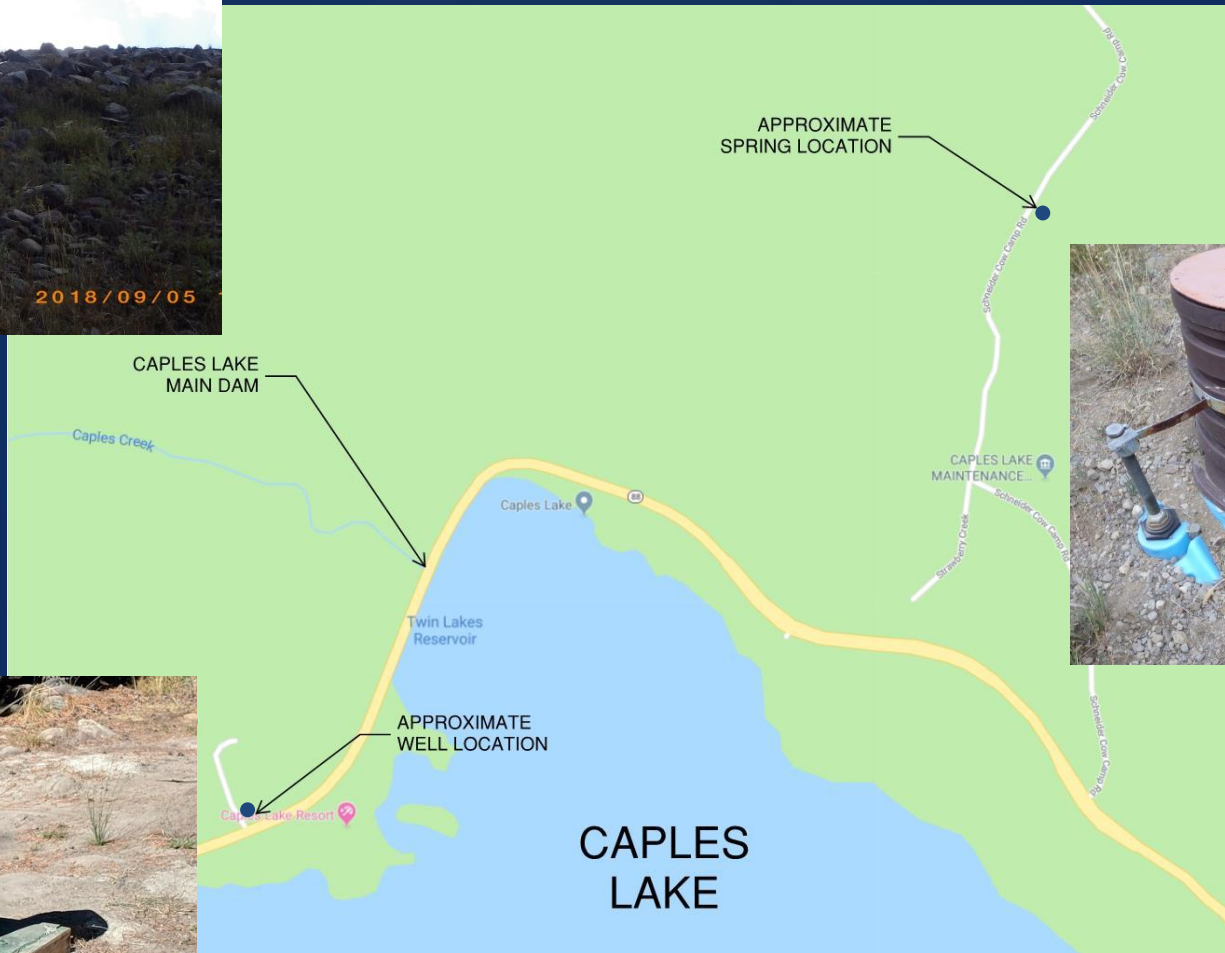 Schneider Cow Camp Rd
APPROXIMATE
SPRING LOCATION
Schneider Cow Camp Rd
2018/09/05
CAPLES LAKE
MAIN DAM
Caples Creek
CAPLES LAKE
MAINTENANCE...
Caples Lake
88
Schneider Cow Camp Rd
Strawberry Creek
Twin Lakes
Reservoir
APPROXIMATE
WELL LOCATION
Schneider Cow Camp Rd
Caples Lake Resort
CAPLES
LAKE